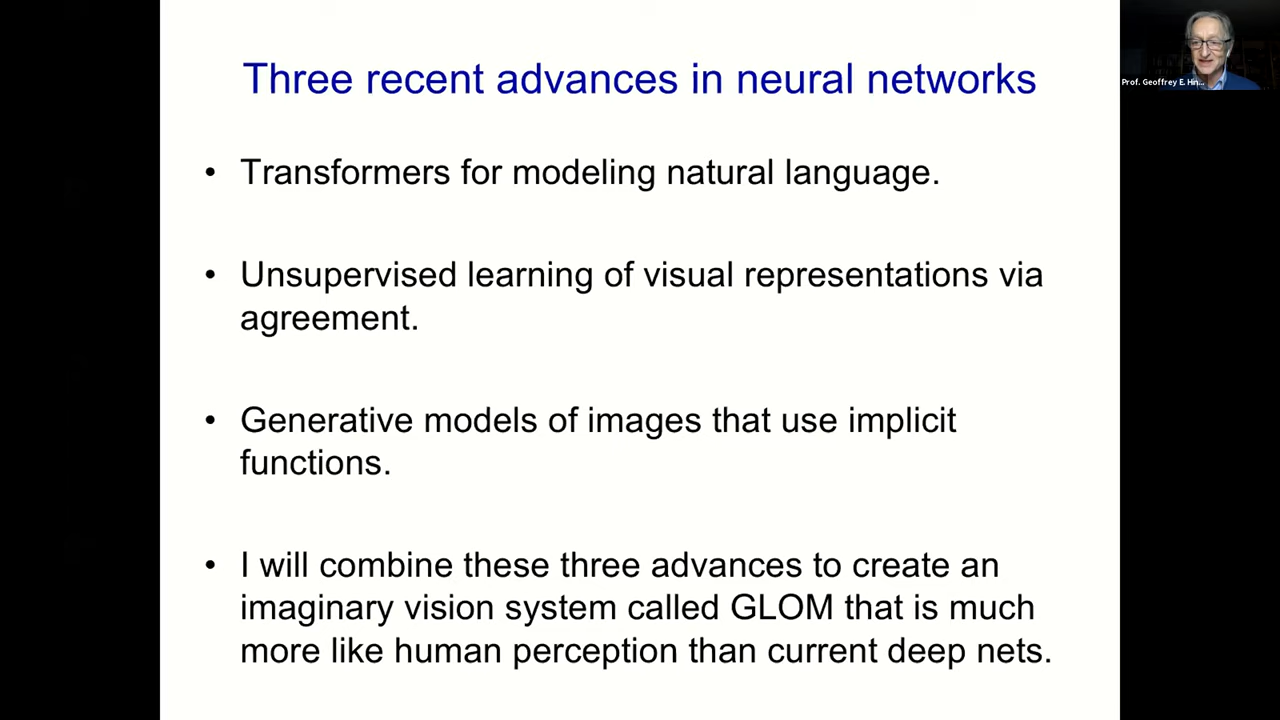 Three recent advances in neural networks
Prof. Geoffrey E. Hin...
• Transformers for modeling natural language.
• Unsupervised learning of visual representations via
agreement.
• Generative models of images that use implicit
functions.
• I will combine these three advances to create an
imaginary vision system called GLOM that is much
more like human perception than current deep nets.